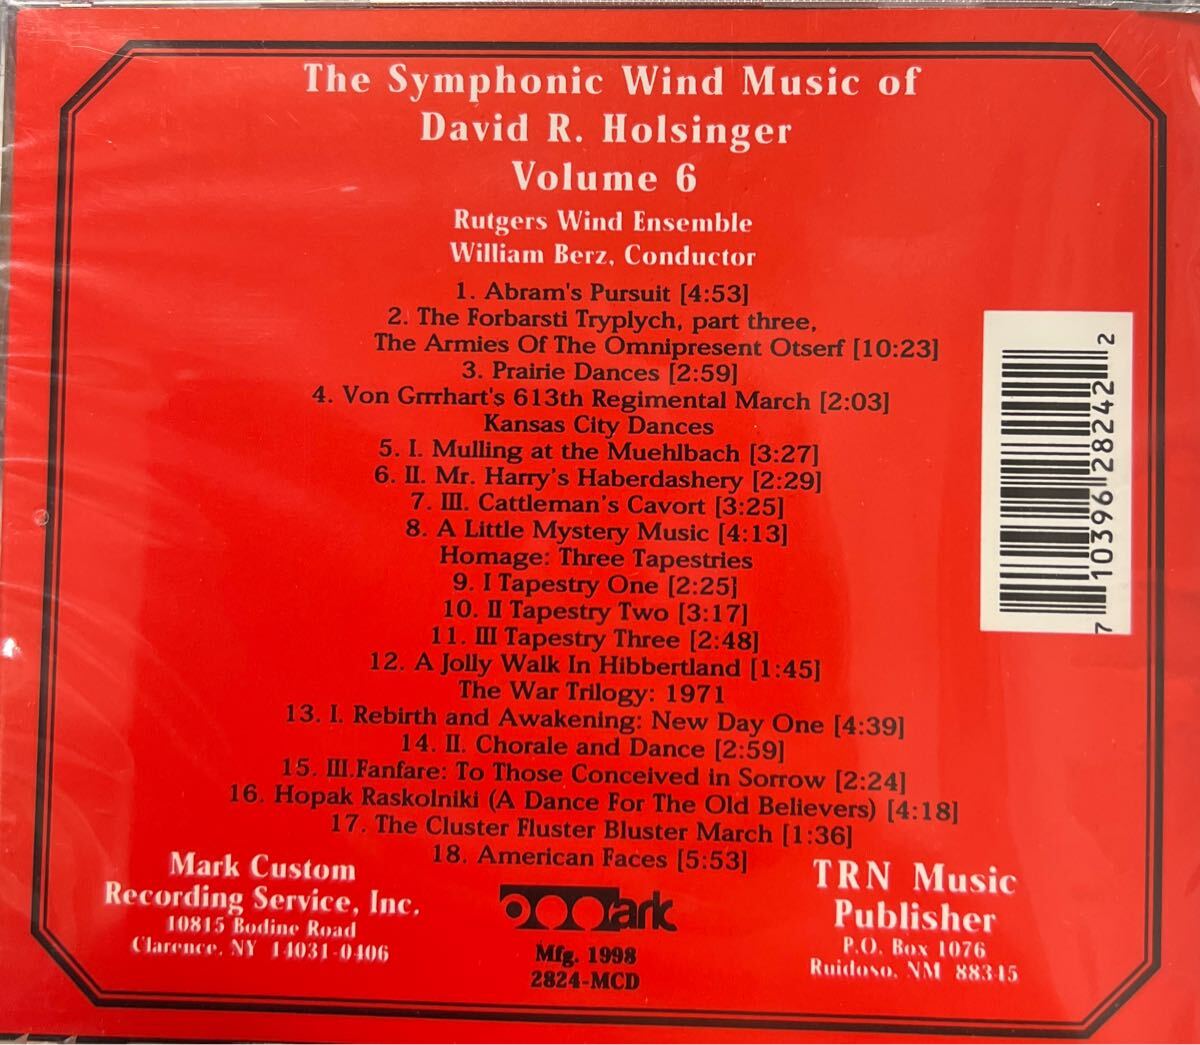 The Symphonic Wind Music of
David R. Holsinger
Volume 6
Rutgers Wind Ensemble
William Berz, Conductor
1. Abram's Pursuit [4:53]
2. The Forbarsti Tryplych, part three,
The Armies Of The Omnipresent Otserf [10:23]
3. Prairie Dances [2:59]
4. Von Grrrhart's 613th Regimental March [2:03]
Kansas City Dances
5. I. Mulling at the Muehlbach [3:27]
6. II. Mr. Harry's Haberdashery [2:29]
7. III. Cattleman's Cavort [3:25]
8. A Little Mystery Music [4:13]
Homage: Three Tapestries
9. I Tapestry One [2:25]
10. II Tapestry Two [3:17]
11. III Tapestry Three [2:48]
12. A Jolly Walk In Hibbertland [1:45]
The War Trilogy: 1971
13. I. Rebirth and Awakening: New Day One [4:39]
14. II. Chorale and Dance [2:59]
15. III.Fanfare: To Those Conceived in Sorrow [2:24]
16. Hopak Raskolniki (A Dance For The Old Believers) [4:18]
17. The Cluster Fluster Bluster March [1:36]
18. American Faces [5:53]
Mark Custom
Recording Service, Inc.
10815 Bodine Road
Clarence, NY 14031-0406
mark
Mfg. 1998
2824-MCD
TRN Music
Publisher
P.O. Box 1076
Ruidoso, NM 88345
7 10396 28242 2